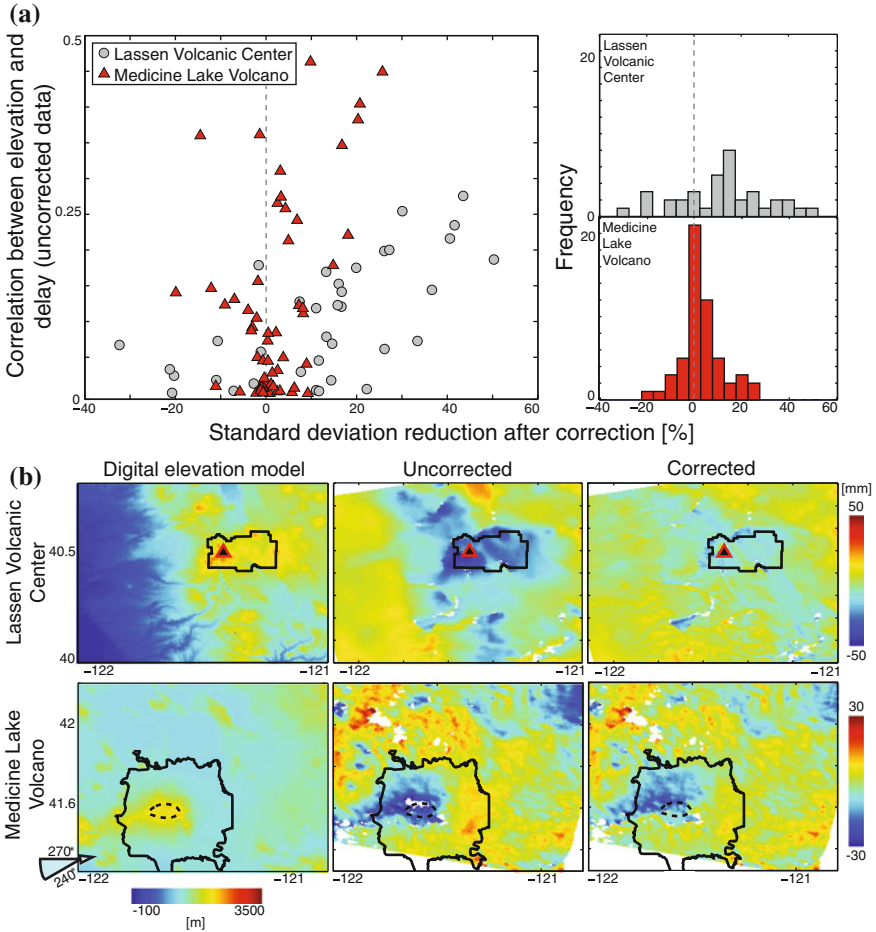 (a)
Correlation between elevation and
delay (uncorrected data)
0.5
0.25
0
Lassen Volcanic Center
Medicine Lake Volcano
−40 −20 0 20 40 60
Frequency
20
0
Lassen
Volcanic
Center
20
0
Medicine
Lake
Volcano
−40 −20 0 20 40 60
Standard deviation reduction after correction [%]
(b)
Digital elevation model Uncorrected Corrected
Lassen Volcanic
Center
40.5
40
−122 −121
−122 −121
[mm]
50
-50
Medicine Lake
Volcano
42
41.6
270°
240°
−122 −121
−122 −121
−122 −121
30
-30
-100 3500
[m]